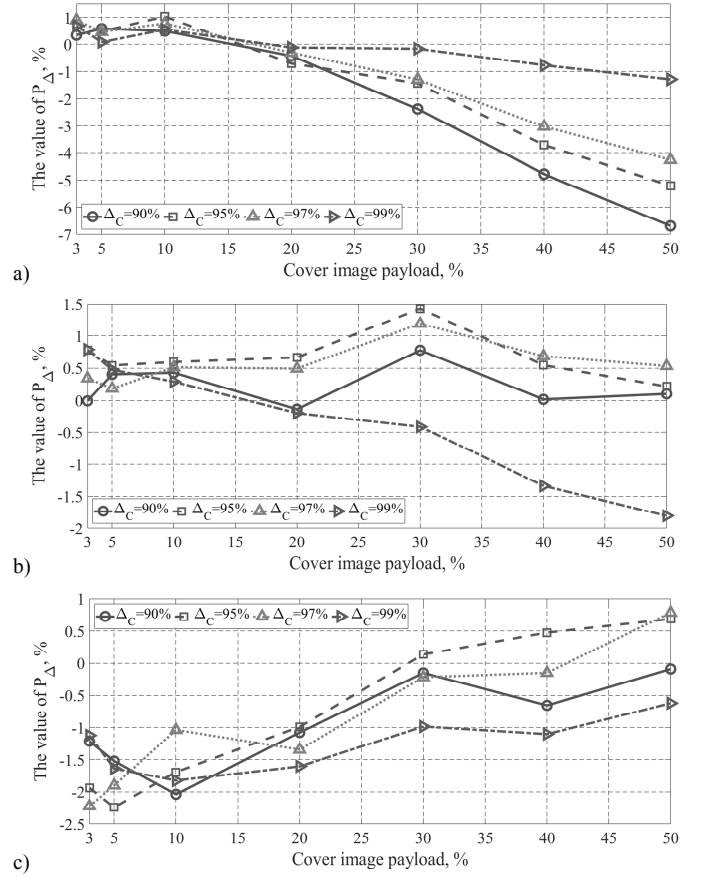 1
0
-1
-2
-3
-4
-5
-6
-7
The value of P_Δ, %
Δ_C=90% Δ_C=95% Δ_C=97% Δ_C=99%
3 5 10 15 20 25 30 35 40 45 50
Cover image payload, %
a)
1.5
1
0.5
0
-0.5
-1
-1.5
-2
The value of P_Δ, %
Δ_C=90% Δ_C=95% Δ_C=97% Δ_C=99%
3 5 10 15 20 25 30 35 40 45 50
Cover image payload, %
b)
1
0.5
0
-0.5
-1
-1.5
-2
-2.5
The value of P_Δ, %
Δ_C=90% Δ_C=95% Δ_C=97% Δ_C=99%
3 5 10 15 20 25 30 35 40 45 50
Cover image payload, %
c)